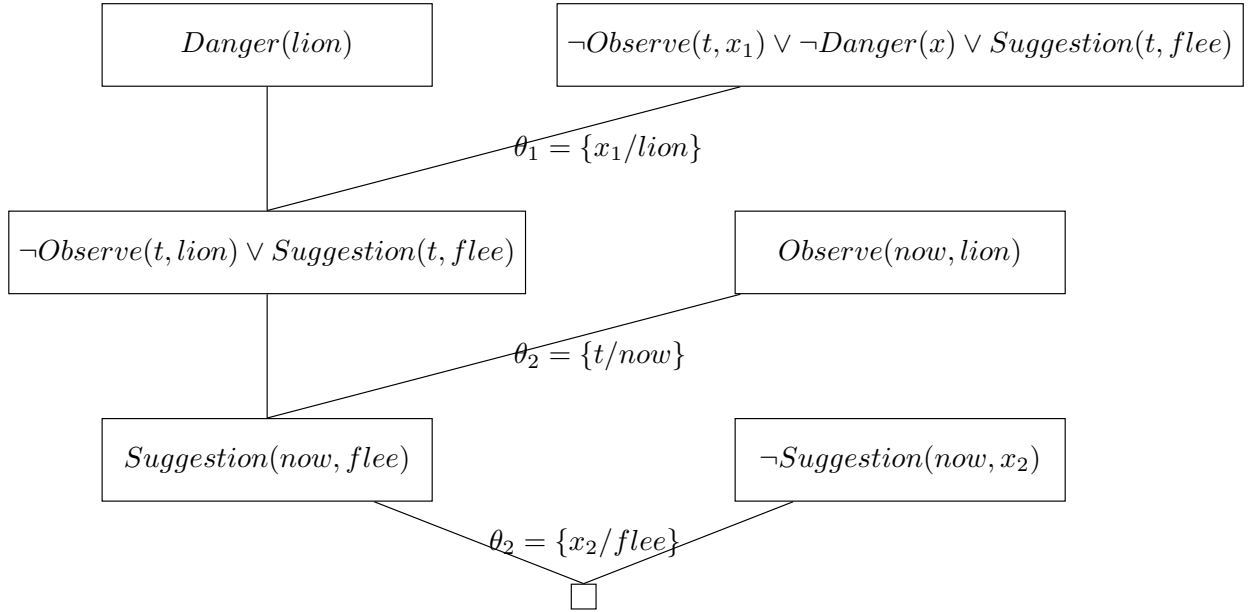 Danger(lion)
¬Observe(t, x₁) ∨ ¬Danger(x) ∨ Suggestion(t, flee)
θ₁ = {x₁/lion}
¬Observe(t, lion) ∨ Suggestion(t, flee)
Observe(now, lion)
θ₂ = {t/now}
Suggestion(now, flee)
¬Suggestion(now, x₂)
θ₂ = {x₂/flee}